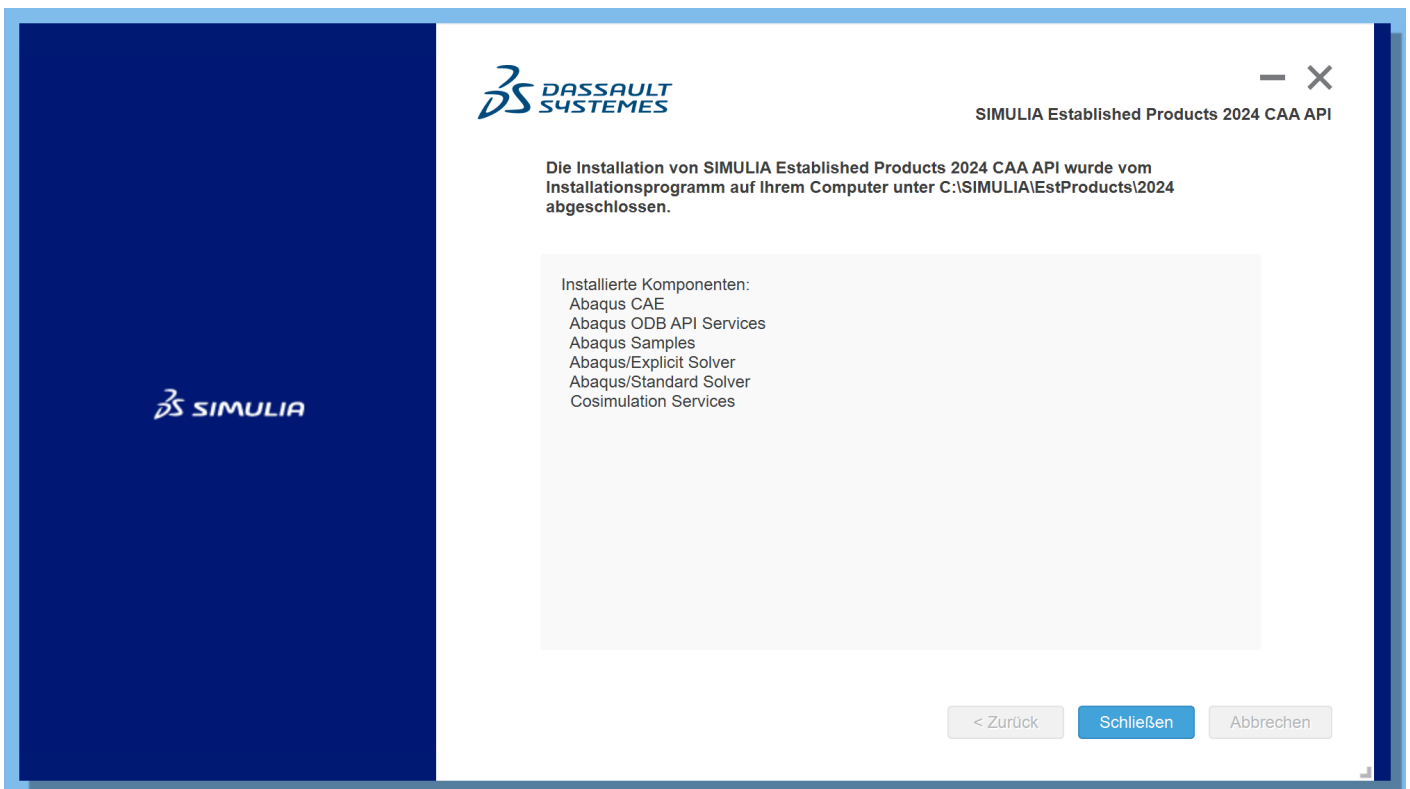 DASSAULT
SYSTEMES
SIMULIA Established Products 2024 CAA API
Die Installation von SIMULIA Established Products 2024 CAA API wurde vom
Installationsprogramm auf Ihrem Computer unter C:\SIMULIA\EstProducts\2024
abgeschlossen.
Installierte Komponenten:
Abaqus CAE
Abaqus ODB API Services
Abaqus Samples
Abaqus/Explicit Solver
Abaqus/Standard Solver
Cosimulation Services
SIMULIA
< Zurück
Schließen
Abbrechen